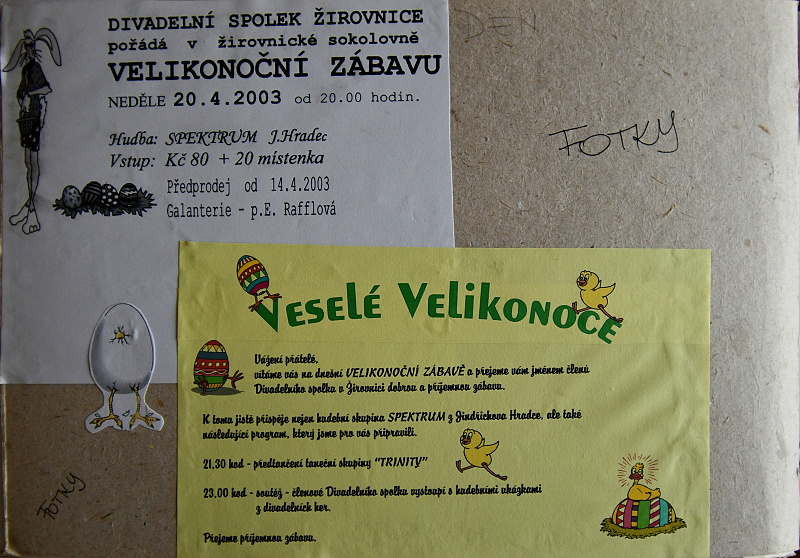 DIVADELNÍ SPOLEK ŽIROVNICE
pořádá v žirovnické sokolovně
VELIKONOČNÍ ZÁBAVU
NEDĚLE 20.4.2003 od 20.00 hodin.
Hudba: SPEKTRUM J.Hradec
Vstup: Kč 80 + 20 místenka
Předprodej od 14.4.2003
Galanterie - p.E. Rafflová
DEN
FOTKY
VESELÉ VELIKONOCE
Vážení přátelé,
vítáme vás na dnešní VELIKONOČNÍ ZÁBAVĚ a přejeme vám jménem členů
Divadelního spolku v Žirovnici dobrou a příjemnou zábavu.
K tomu jistě přispěje nejen hudební skupina SPEKTRUM z Jindřichova Hradce, ale také
následující program, který jsme pro vás připravili.
21.30 hod - předtančení taneční skupiny "TRINITY"
23.00 hod - soutěž - členové Divadelního spolku vystoupí s hudebními ukázkami
z divadelních her.
Přejeme příjemnou zábavu.
FOTKY